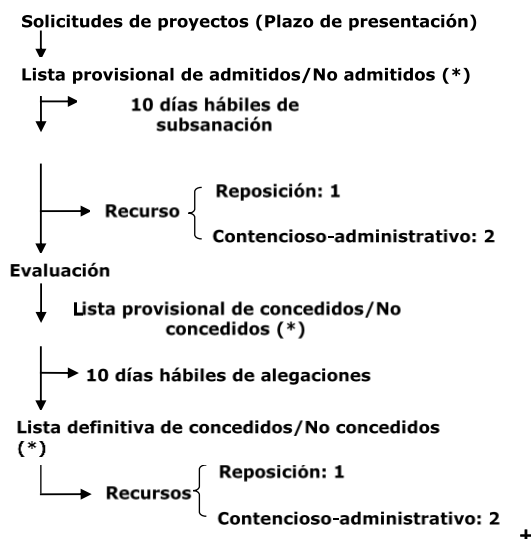 Solicitudes de proyectos (Plazo de presentación)
Lista provisional de admitidos/No admitidos (*)
10 días hábiles de
subsanación
Reposición: 1
Recurso
Contencioso-administrativo: 2
Evaluación
Lista provisional de concedidos/No
concedidos (*)
10 días hábiles de alegaciones
Lista definitiva de concedidos/No concedidos
(*)
Reposición: 1
Recursos
Contencioso-administrativo: 2
+